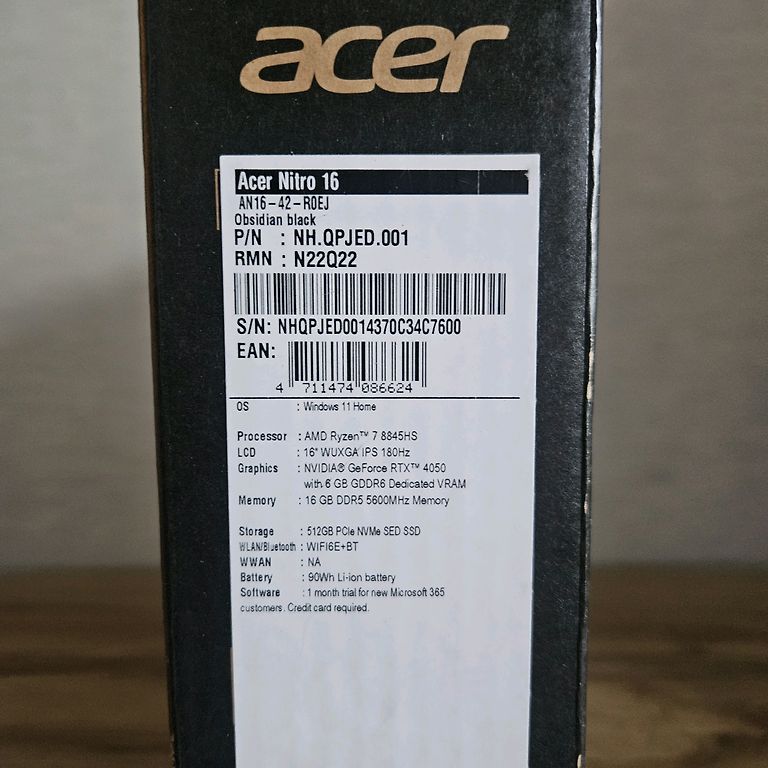 acer
Acer Nitro 16
AN16-42-R0EJ
Obsidian black
P/N : NH.QPJED.001
RMN : N22Q22
S/N: NHQPJED0014370C34C7600
EAN:
4 711474 086624
OS : Windows 11 Home
Processor : AMD Ryzen™ 7 8845HS
LCD : 16" WUXGA IPS 180Hz
Graphics : NVIDIA® GeForce RTX™ 4050
with 6 GB GDDR6 Dedicated VRAM
Memory : 16 GB DDR5 5600MHz Memory
Storage : 512GB PCIe NVMe SED SSD
WLAN/Bluetooth : WIFI6E+BT
WWAN : NA
Battery : 90Wh Li-ion battery
Software : 1 month trial for new Microsoft 365
customers. Credit card required.